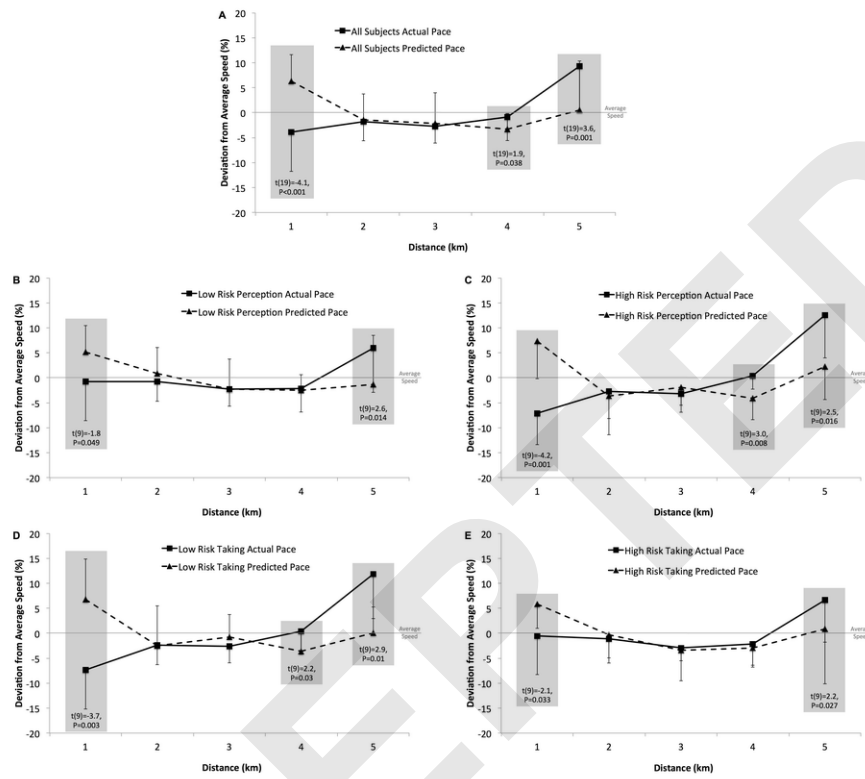 A
All Subjects Actual Pace
All Subjects Predicted Pace
Deviation from Average Speed (%)
20
15
10
5
0
-5
-10
-15
-20
Average
Speed
t(19)=-4.1,
P<0.001
t(19)=1.9,
P=0.038
t(19)=3.6,
P=0.001
1 2 3 4 5
Distance (km)
B
Low Risk Perception Actual Pace
Low Risk Perception Predicted Pace
Deviation from Average Speed (%)
20
15
10
5
0
-5
-10
-15
-20
Average
Speed
t(9)=-1.8
P=0.049
t(9)=2.6,
P=0.014
1 2 3 4 5
Distance (km)
C
High Risk Perception Actual Pace
High Risk Perception Predicted Pace
Deviation from Average Speed (%)
20
15
10
5
0
-5
-10
-15
-20
Average
Speed
t(9)=-4.2,
P=0.001
t(9)=3.0,
P=0.008
t(9)=2.5,
P=0.016
1 2 3 4 5
Distance (km)
D
Low Risk Taking Actual Pace
Low Risk Taking Predicted Pace
Deviation from Average Speed (%)
20
15
10
5
0
-5
-10
-15
-20
Average
Speed
t(9)=-3.7,
P=0.003
t(9)=2.2,
P=0.03
t(9)=2.9,
P=0.01
1 2 3 4 5
Distance (km)
E
High Risk Taking Actual Pace
High Risk Taking Predicted Pace
Deviation from Average Speed (%)
20
15
10
5
0
-5
-10
-15
-20
Average
Speed
t(9)=-2.1,
P=0.033
t(9)=2.2,
P=0.027
1 2 3 4 5
Distance (km)
EPTED